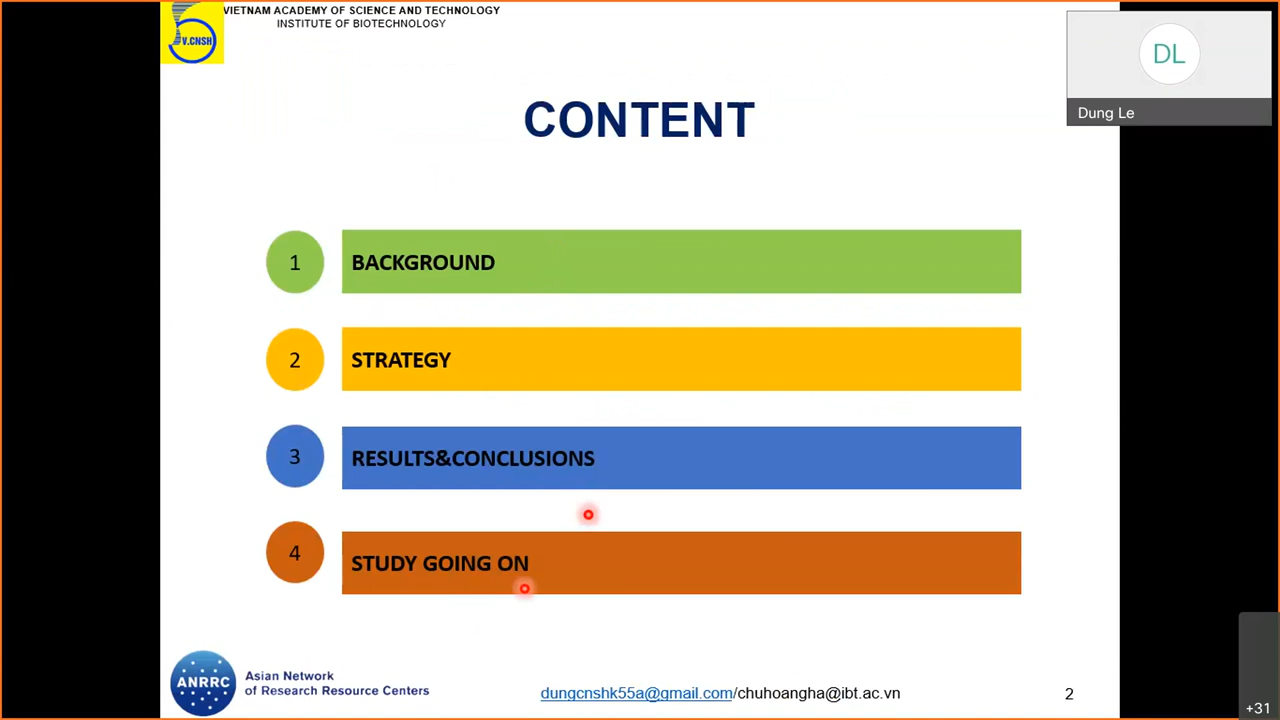 VIETNAM ACADEMY OF SCIENCE AND TECHNOLOGY
INSTITUTE OF BIOTECHNOLOGY
V.CNSH
DL
Dung Le
CONTENT
1 BACKGROUND
2 STRATEGY
3 RESULTS&CONCLUSIONS
4 STUDY GOING ON
ANRRC
Asian Network
of Research Resource Centers
dungcnshk55a@gmail.com/chuhoangha@ibt.ac.vn
2
+31